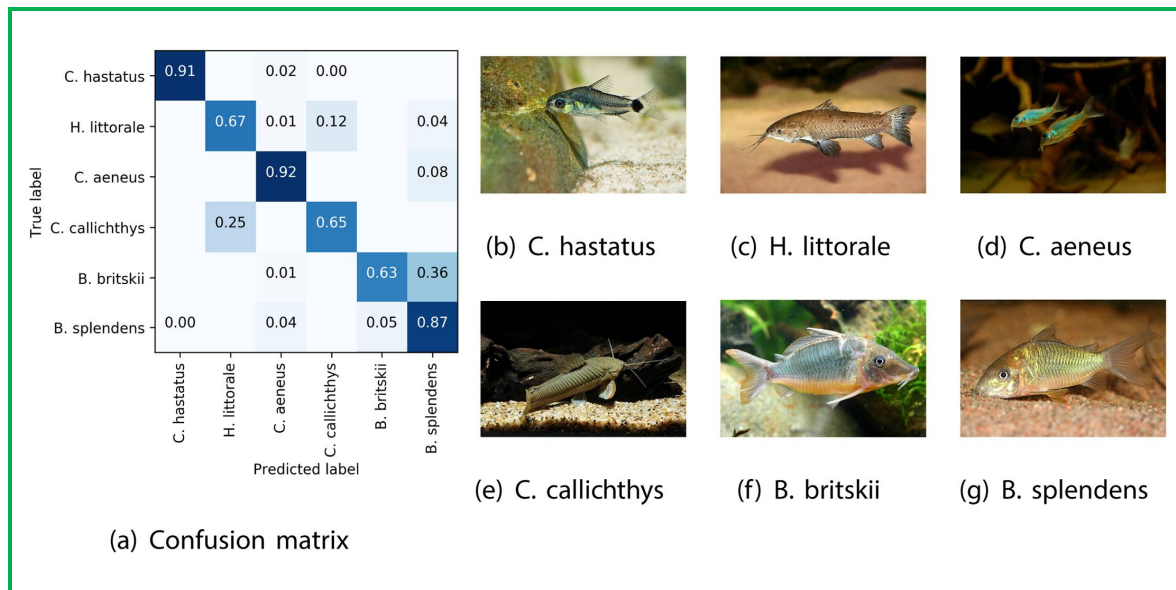 C. hastatus 0.91 0.02 0.00
H. littorale 0.67 0.01 0.12 0.04
C. aeneus 0.92 0.08
C. callichthys 0.25 0.65
B. britskii 0.01 0.63 0.36
B. splendens 0.00 0.04 0.05 0.87
True label
C. hastatus
H. littorale
C. aeneus
C. callichthys
B. britskii
B. splendens
Predicted label
(a) Confusion matrix
(b) C. hastatus
(c) H. littorale
(d) C. aeneus
(e) C. callichthys
(f) B. britskii
(g) B. splendens